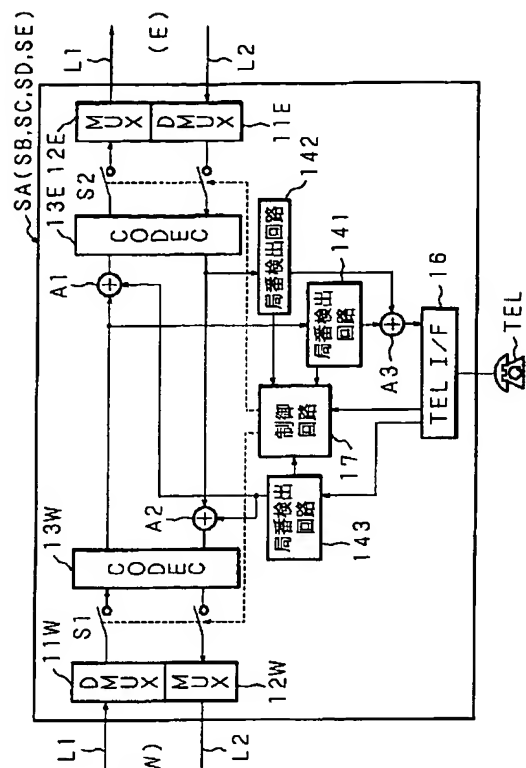 SA(SB,SC,SD,SE)
L1
(E)
L2
12E
MUX
DMUX
11E
S2
13E
CODEC
142
局番検出回路
A1
141
局番検出
回路
A3
16
TEL I/F
TEL
制御
回路
17
A2
局番検出
回路
143
13W
CODEC
S1
11W
DMUX
MUX
12W
L1
W)
L2